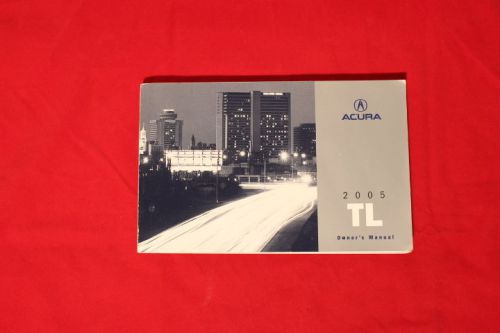 ACURA
2005
TL
Owner's Manual